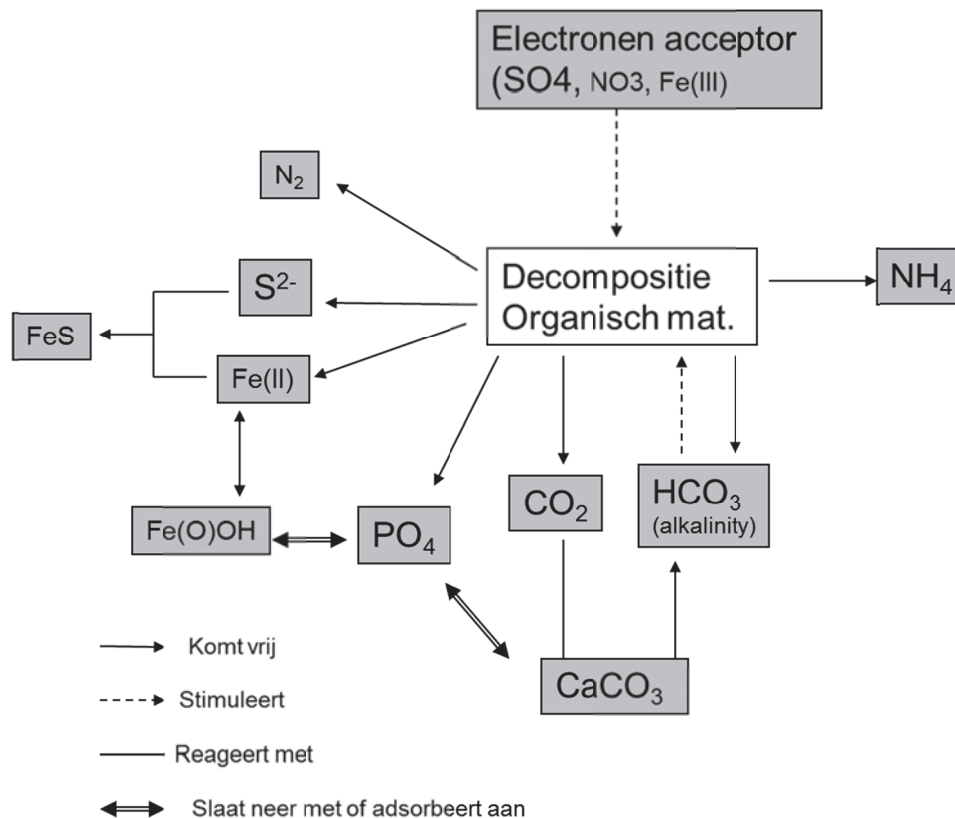 Electronen acceptor
(SO4, NO3, Fe(III)
N₂
Decompositie
Organisch mat.
NH₄
S²⁻
FeS
Fe(II)
CO₂
HCO₃
(alkalinity)
Fe(O)OH
PO₄
CaCO₃
Komt vrij
Stimuleert
Reageert met
Slaat neer met of adsorbeert aan